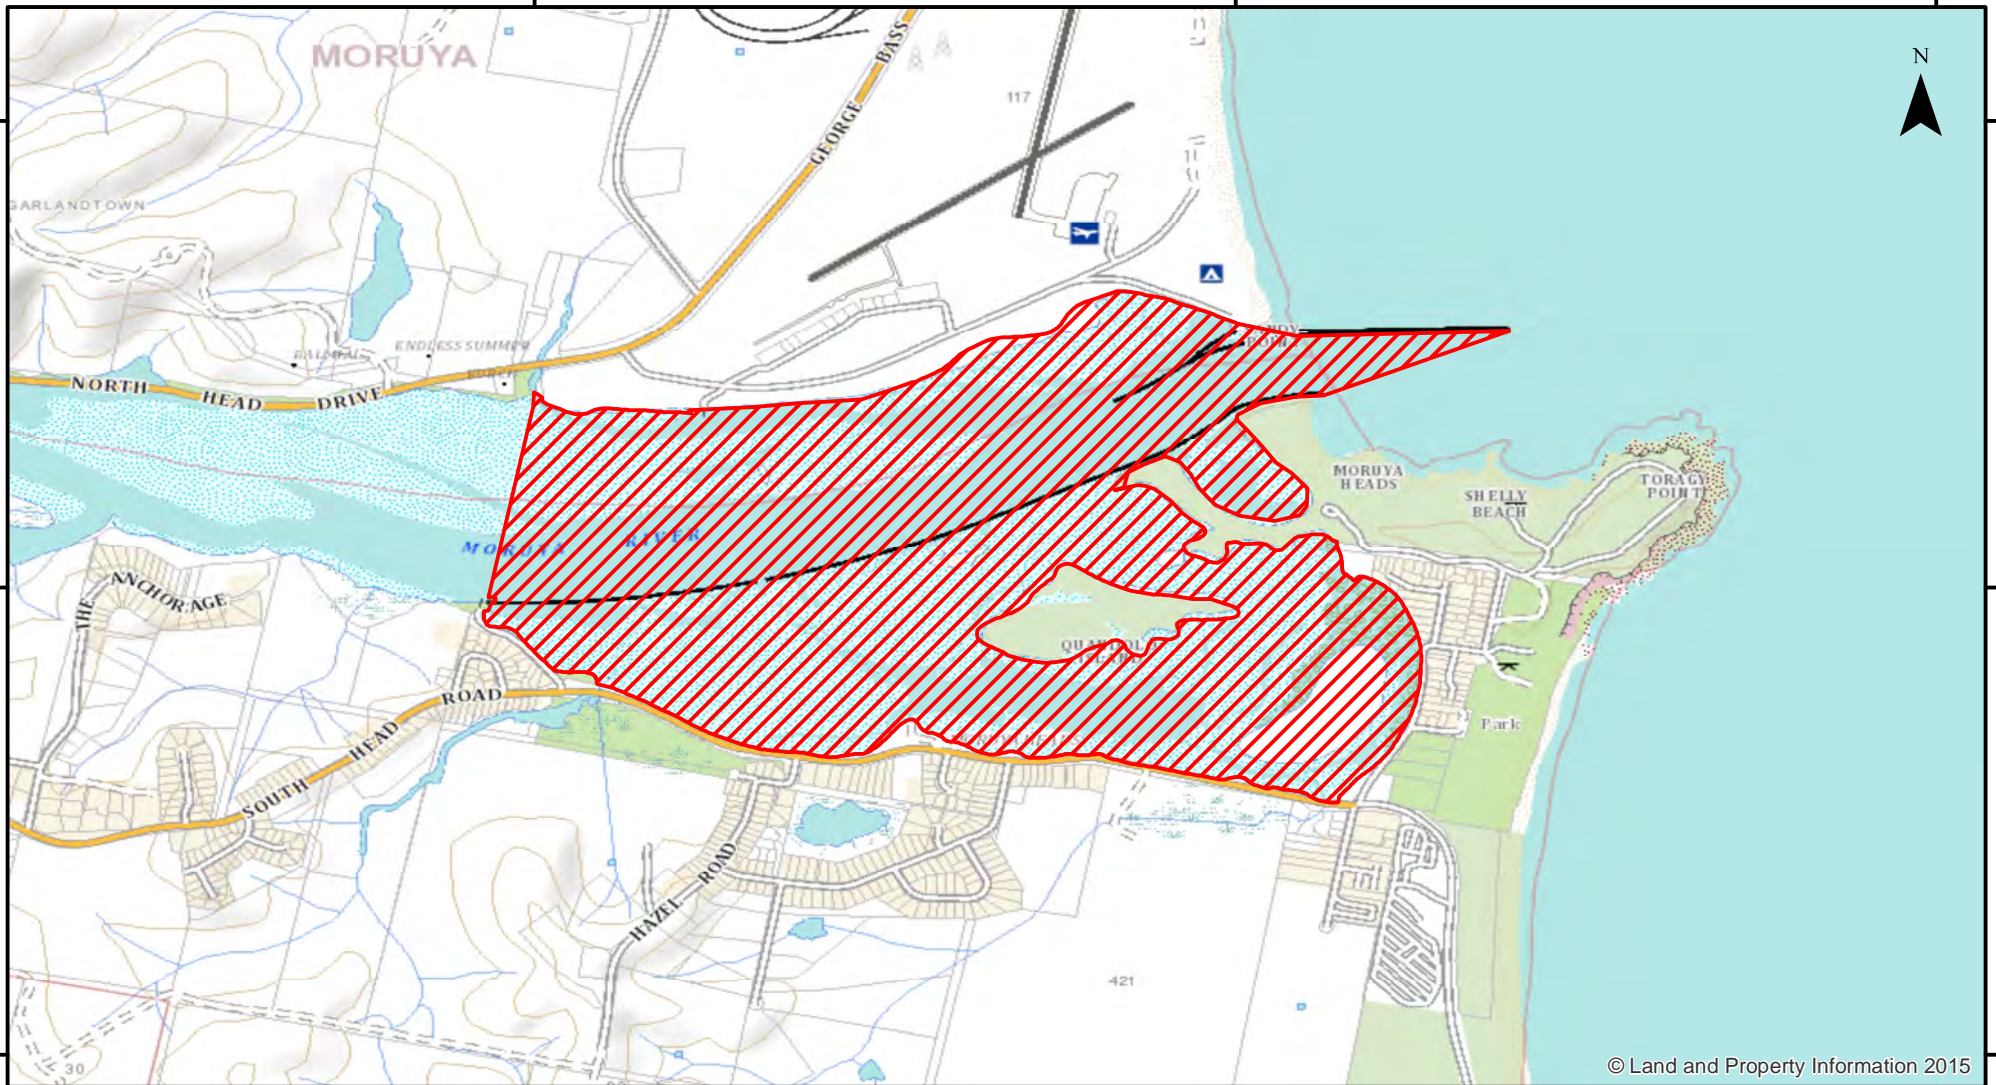 N
MORUYA
GEORGE BASS
117
GARLANDTOWN
ENDLESS SUMMER
NORTH HEAD DRIVE
MORUYA
HEADS
SHELLY
BEACH
TORAGY
POINT
MORUYA RIVER
THE ANCHORAGE
SOUTH HEAD ROAD
Park
HAZEL ROAD
421
30
© Land and Property Information 2015